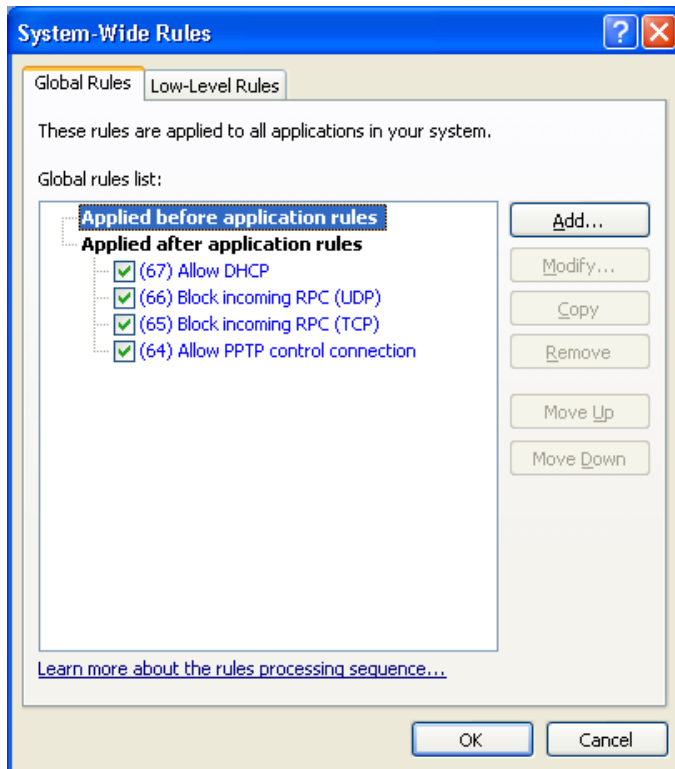 System-Wide Rules
Global Rules
Low-Level Rules
These rules are applied to all applications in your system.
Global rules list:
Applied before application rules
Applied after application rules
(67) Allow DHCP
(66) Block incoming RPC (UDP)
(65) Block incoming RPC (TCP)
(64) Allow PPTP control connection
Add...
Modify...
Copy
Remove
Move Up
Move Down
Learn more about the rules processing sequence...
OK
Cancel